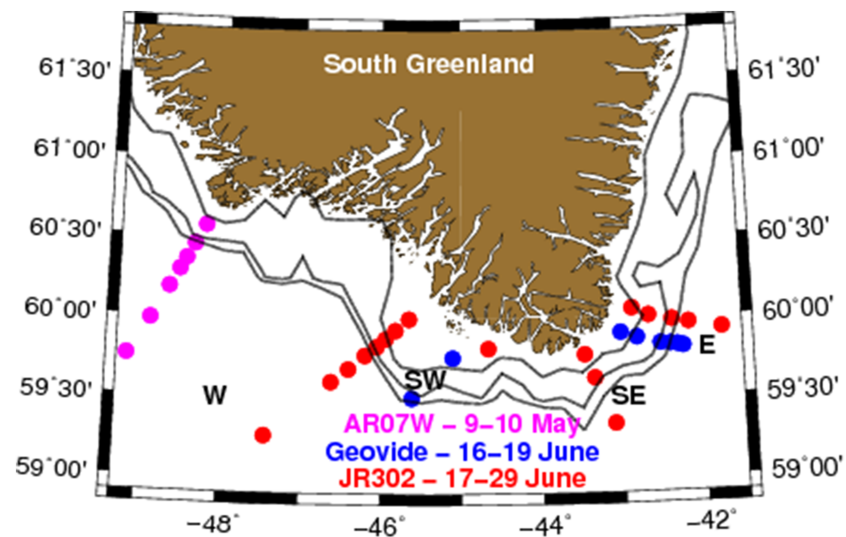 South Greenland
61°30' 61°30'
61°00' 61°00'
60°30' 60°30'
60°00' 60°00'
E
59°30' 59°30'
SW
W SE
AR07W – 9–10 May
Geovide – 16–19 June
59°00' 59°00'
JR302 – 17–29 June
−48° −46° −44° −42°